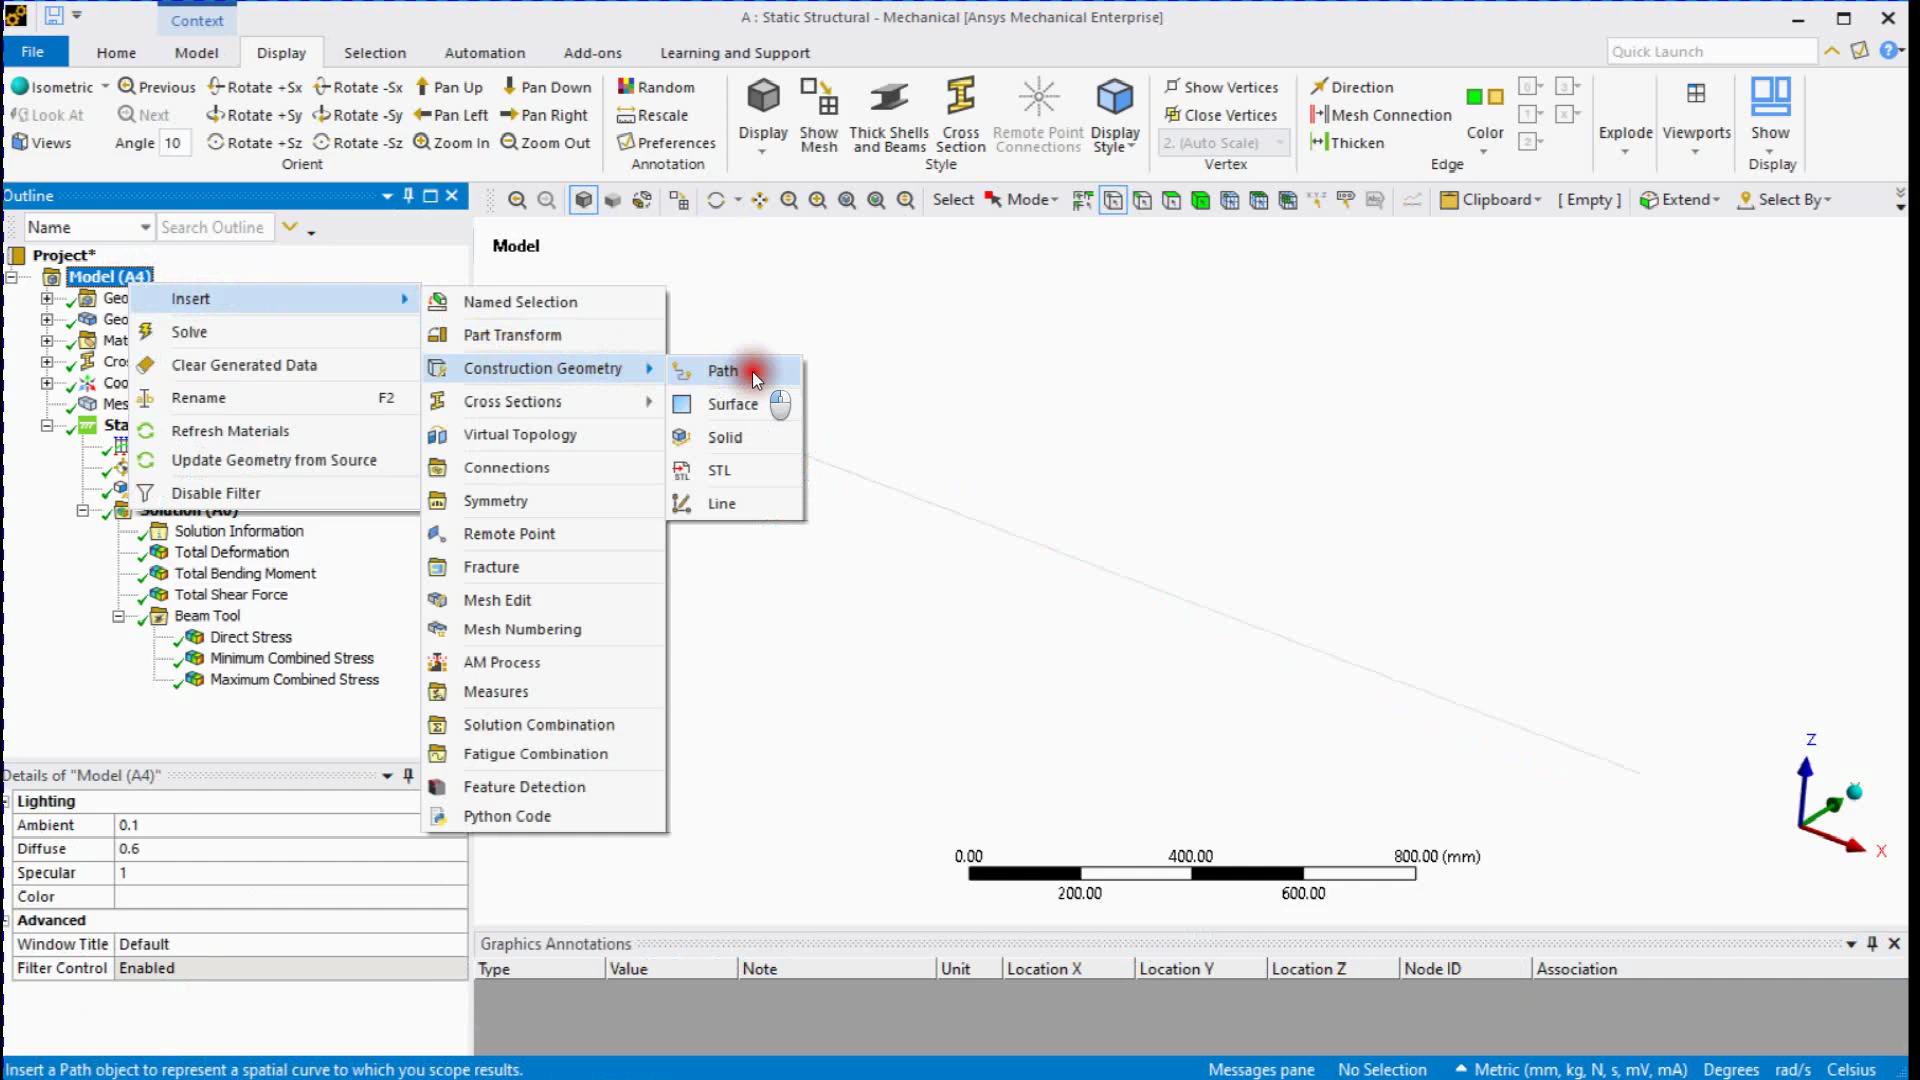 Context
A : Static Structural - Mechanical [Ansys Mechanical Enterprise]
File
Home
Model
Display
Selection
Automation
Add-ons
Learning and Support
Quick Launch
Isometric
Previous
Rotate +Sx
Rotate -Sx
Pan Up
Pan Down
Random
Look At
Next
Rotate +Sy
Rotate -Sy
Pan Left
Pan Right
Rescale
Views
Angle 10
Rotate +Sz
Rotate -Sz
Zoom In
Zoom Out
Preferences
Orient
Annotation
Display
Show Mesh
Thick Shells and Beams
Cross Section
Remote Point Connections
Display Style
Style
Show Vertices
Close Vertices
2. (Auto Scale)
Vertex
Direction
Mesh Connection
Thicken
Color
Edge
Explode
Viewports
Show
Display
Outline
Select
Mode
Clipboard
[ Empty ]
Extend
Select By
Name
Search Outline
Project*
Model (A4)
Geo
Geo
Mat
Cros
Coo
Mes
Sta
Solution (A6)
Solution Information
Total Deformation
Total Bending Moment
Total Shear Force
Beam Tool
Direct Stress
Minimum Combined Stress
Maximum Combined Stress
Insert
Solve
Clear Generated Data
Rename F2
Refresh Materials
Update Geometry from Source
Disable Filter
Named Selection
Part Transform
Construction Geometry
Cross Sections
Virtual Topology
Connections
Symmetry
Remote Point
Fracture
Mesh Edit
Mesh Numbering
AM Process
Measures
Solution Combination
Fatigue Combination
Feature Detection
Python Code
Path
Surface
Solid
STL
Line
Model
Z
X
0.00 400.00 800.00 (mm)
200.00 600.00
Details of "Model (A4)"
Lighting
Ambient 0.1
Diffuse 0.6
Specular 1
Color
Advanced
Window Title Default
Filter Control Enabled
Graphics Annotations
Type Value Note Unit Location X Location Y Location Z Node ID Association
Insert a Path object to represent a spatial curve to which you scope results.
Messages pane
No Selection
Metric (mm, kg, N, s, mV, mA)
Degrees
rad/s
Celsius